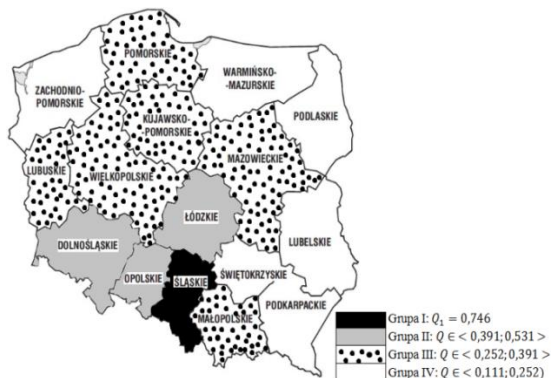 POMORSKIE
WARMIŃSKO-
-MAZURSKIE
ZACHODNIO-
POMORSKIE
PODLASKIE
KUJAWSKO-
POMORSKIE
MAZOWIECKIE
LUBUSKIE
WIELKOPOLSKIE
ŁÓDZKIE
LUBELSKIE
DOLNOŚLĄSKIE
OPOLSKIE
ŚLĄSKIE
ŚWIĘTOKRZYSKIE
PODKARPACKIE
MAŁOPOLSKIE
Grupa I: Q₁ = 0,746
Grupa II: Q ∈ < 0,391; 0,531 >
Grupa III: Q ∈ < 0,252; 0,391 >
Grupa IV: Q ∈ < 0,111; 0,252)